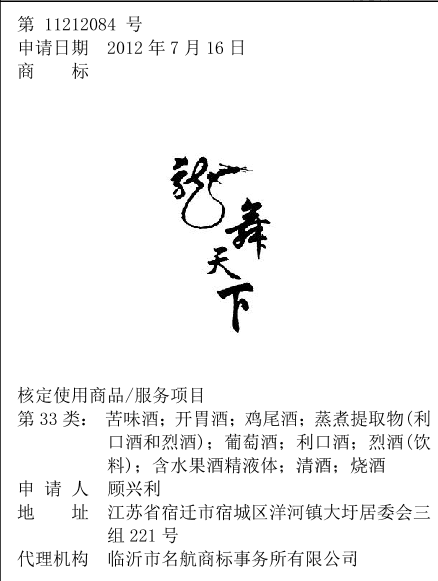 第 11212084 号
申请日期 2012 年 7 月 16 日
商 标
龙舞天下
核定使用商品/服务项目
第 33 类： 苦味酒；开胃酒；鸡尾酒；蒸煮提取物(利
口酒和烈酒)；葡萄酒；利口酒；烈酒(饮
料)；含水果酒精液体；清酒；烧酒
申 请 人 顾兴利
地 址 江苏省宿迁市宿城区洋河镇大圩居委会三
组 221 号
代理机构 临沂市名航商标事务所有限公司